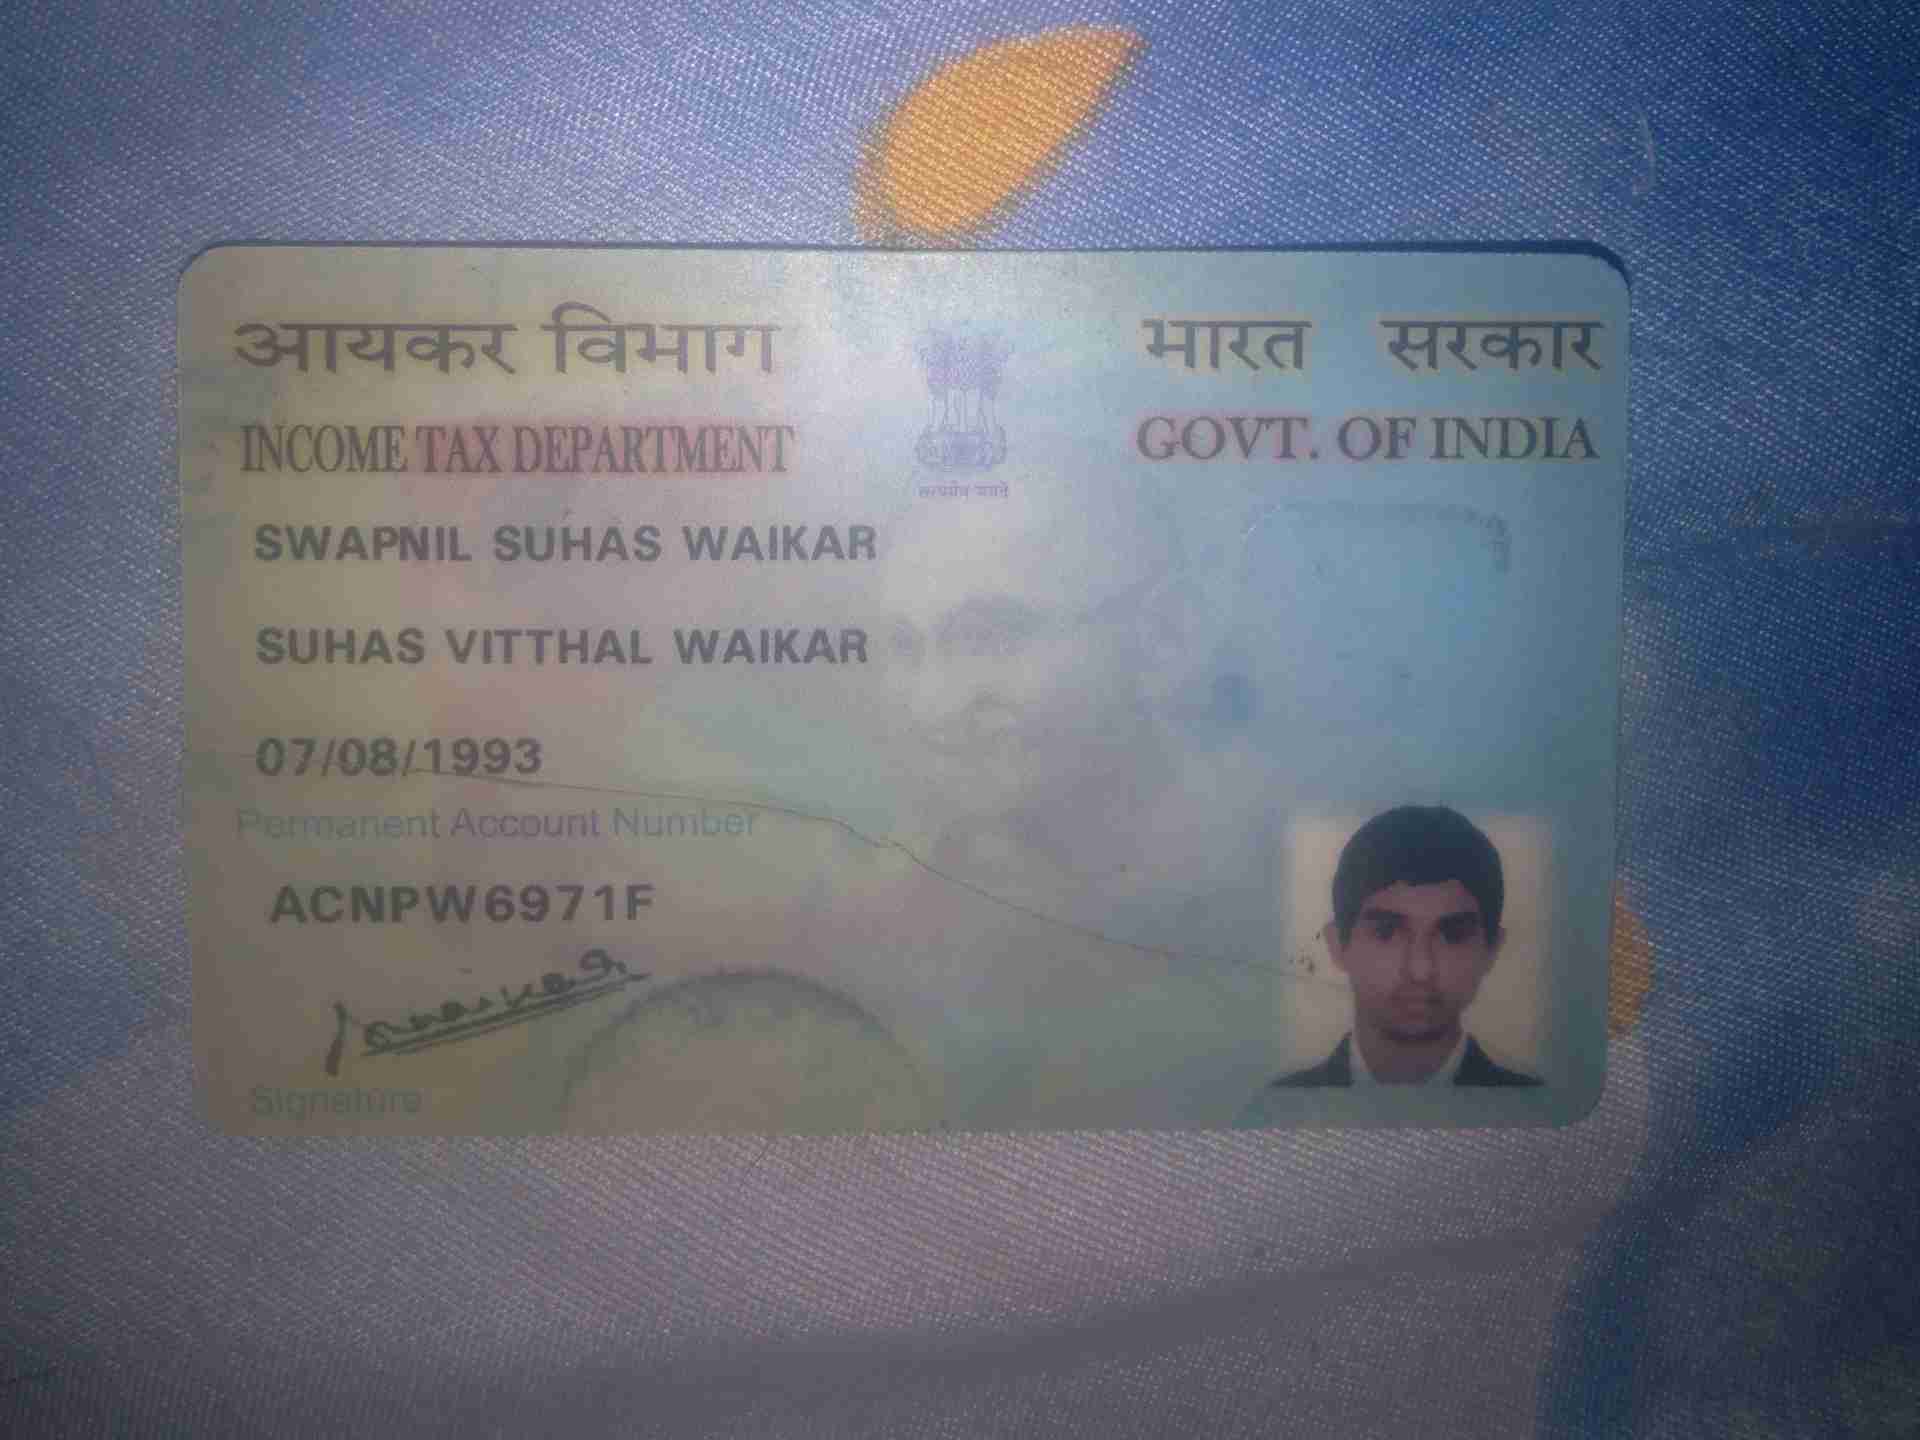 आयकर विभाग
भारत सरकार
INCOME TAX DEPARTMENT
GOVT. OF INDIA
सत्यमेव जयते
SWAPNIL SUHAS WAIKAR
SUHAS VITTHAL WAIKAR
07/08/1993
Permanent Account Number
ACNPW6971F
Signature